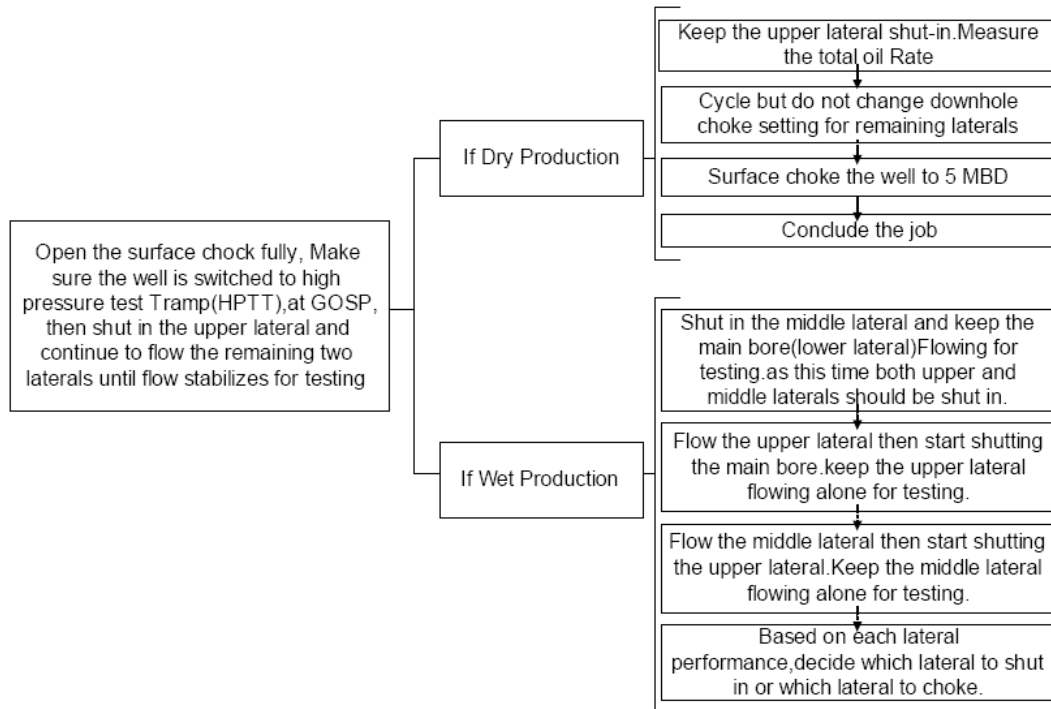 Open the surface chock fully, Make
sure the well is switched to high
pressure test Tramp(HPTT),at GOSP,
then shut in the upper lateral and
continue to flow the remaining two
laterals until flow stabilizes for testing
If Dry Production
Keep the upper lateral shut-in.Measure
the total oil Rate
Cycle but do not change downhole
choke setting for remaining laterals
Surface choke the well to 5 MBD
Conclude the job
If Wet Production
Shut in the middle lateral and keep the
main bore(lower lateral)Flowing for
testing.as this time both upper and
middle laterals should be shut in.
Flow the upper lateral then start shutting
the main bore.keep the upper lateral
flowing alone for testing.
Flow the middle lateral then start shutting
the upper lateral.Keep the middle lateral
flowing alone for testing.
Based on each lateral
performance,decide which lateral to shut
in or which lateral to choke.